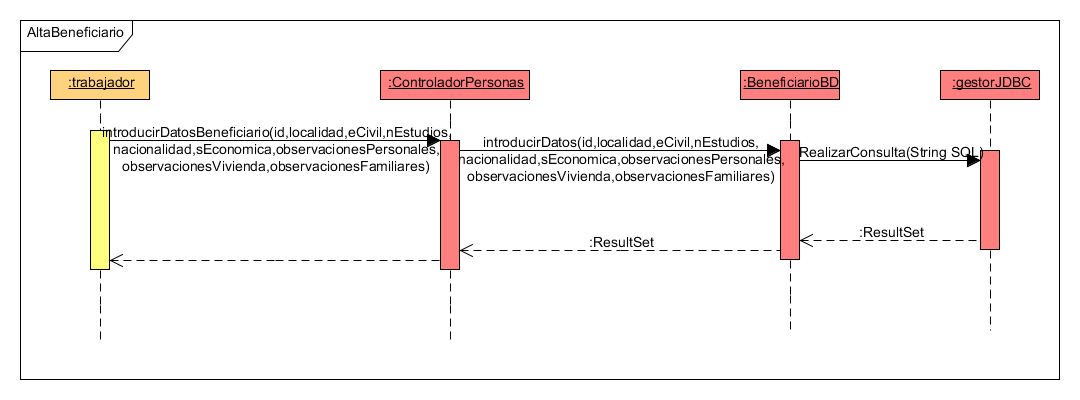 AltaBeneficiario
:trabajador
:ControladorPersonas
:BeneficiarioBD
:gestorJDBC
introducirDatosBeneficiario(id,localidad,eCivil,nEstudios,
nacionalidad,sEconomica,observacionesPersonales,
observacionesVivienda,observacionesFamiliares)
introducirDatos(id,localidad,eCivil,nEstudios,
nacionalidad,sEconomica,observacionesPersonales,
observacionesVivienda,observacionesFamiliares)
RealizarConsulta(String SQL)
:ResultSet
:ResultSet